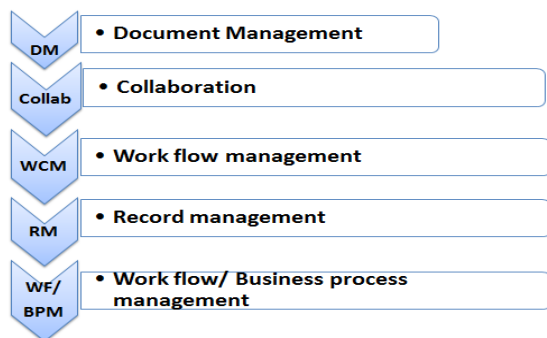 DM
• Document Management
Collab
• Collaboration
WCM
• Work flow management
RM
• Record management
WF/
BPM
• Work flow/ Business process
management